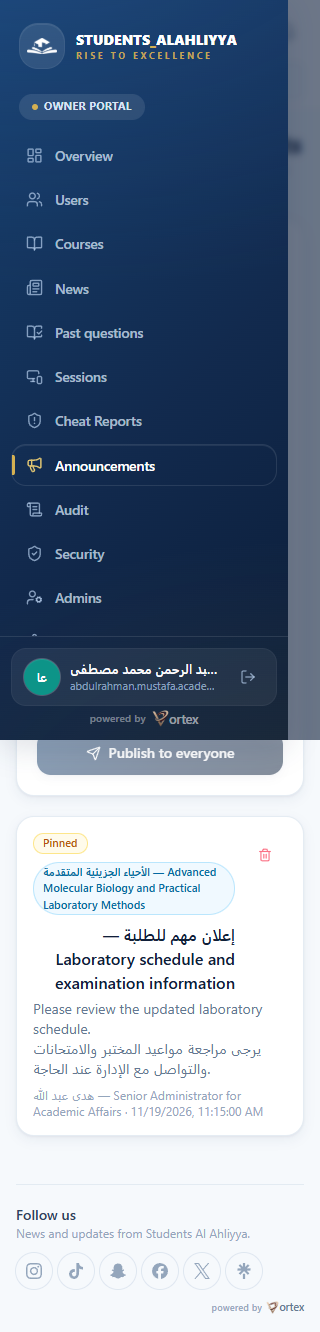 STUDENTS_ALAHLIYYA
RISE TO EXCELLENCE
OWNER PORTAL
Overview
Users
Courses
News
Past questions
Sessions
Cheat Reports
Announcements
Audit
Security
Admins
عا
...بد الرحمن محمد مصطفى
abdulrahman.mustafa.acade...
powered by Vortex
Publish to everyone
Pinned
الأحياء الجزيئية المتقدمة — Advanced
Molecular Biology and Practical
Laboratory Methods
إعلان مهم للطلبة —
Laboratory schedule and
examination information
Please review the updated laboratory
schedule.
يرجى مراجعة مواعيد المختبر والامتحانات
والتواصل مع الإدارة عند الحاجة.
هدى عبد الله — Senior Administrator for
Academic Affairs · 11/19/2026, 11:15:00 AM
Follow us
News and updates from Students Al Ahliyya.
powered by Vortex